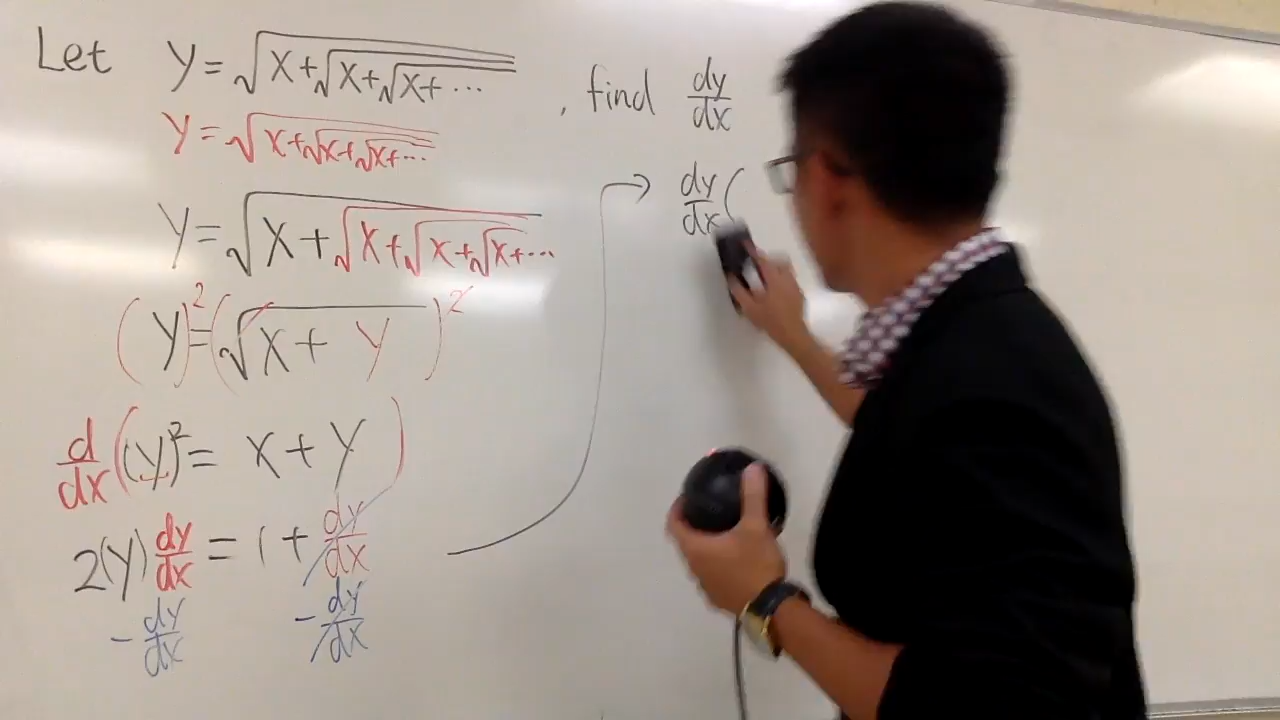 Let y = √(x + √(x + √(x + ··· , find dy/dx
y = √(x + √(x + √(x + ···
y = √(x + √(x + √(x + √(x + ···
(y)² = (√(x + y))²
d/dx ((y)² = x + y)
2(y) dy/dx = 1 + dy/dx
- dy/dx - dy/dx
→ dy/dx (